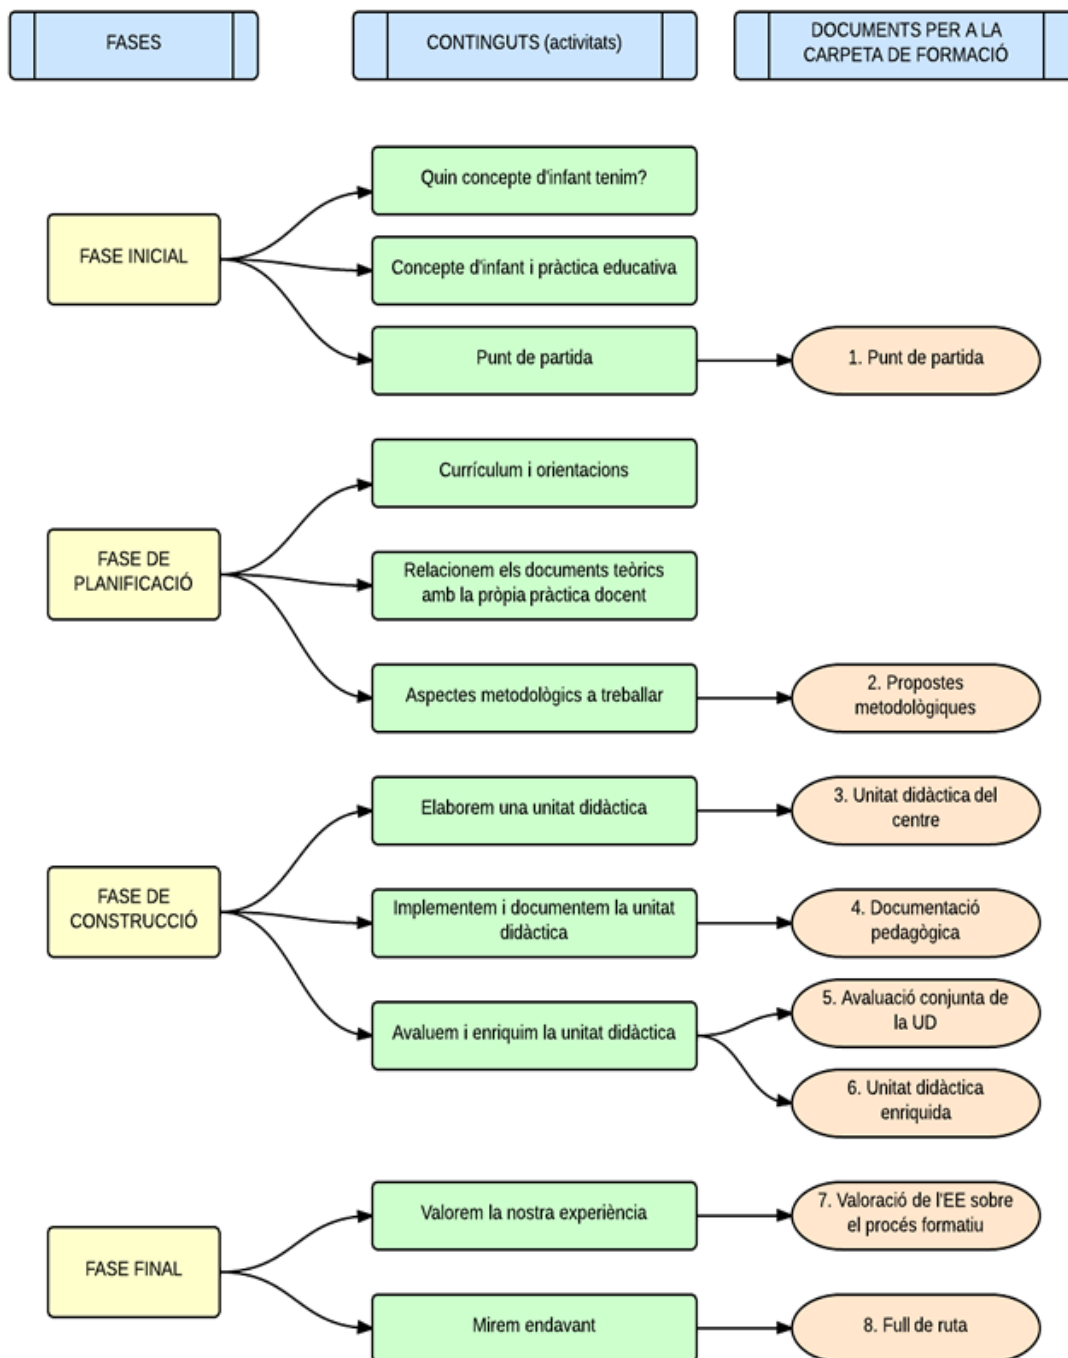 FASES
CONTINGUTS (activitats)
DOCUMENTS PER A LA
CARPETA DE FORMACIÓ
FASE INICIAL
Quin concepte d'infant tenim?
Concepte d'infant i pràctica educativa
Punt de partida
1. Punt de partida
FASE DE
PLANIFICACIÓ
Currículum i orientacions
Relacionem els documents teòrics
amb la pròpia pràctica docent
Aspectes metodològics a treballar
2. Propostes
metodològiques
FASE DE
CONSTRUCCIÓ
Elaborem una unitat didàctica
3. Unitat didàctica del
centre
Implementem i documentem la unitat
didàctica
4. Documentació
pedagògica
Avaluem i enriquim la unitat didàctica
5. Avaluació conjunta de
la UD
6. Unitat didàctica
enriquida
FASE FINAL
Valorem la nostra experiència
7. Valoració de l'EE sobre
el procés formatiu
Mirem endavant
8. Full de ruta